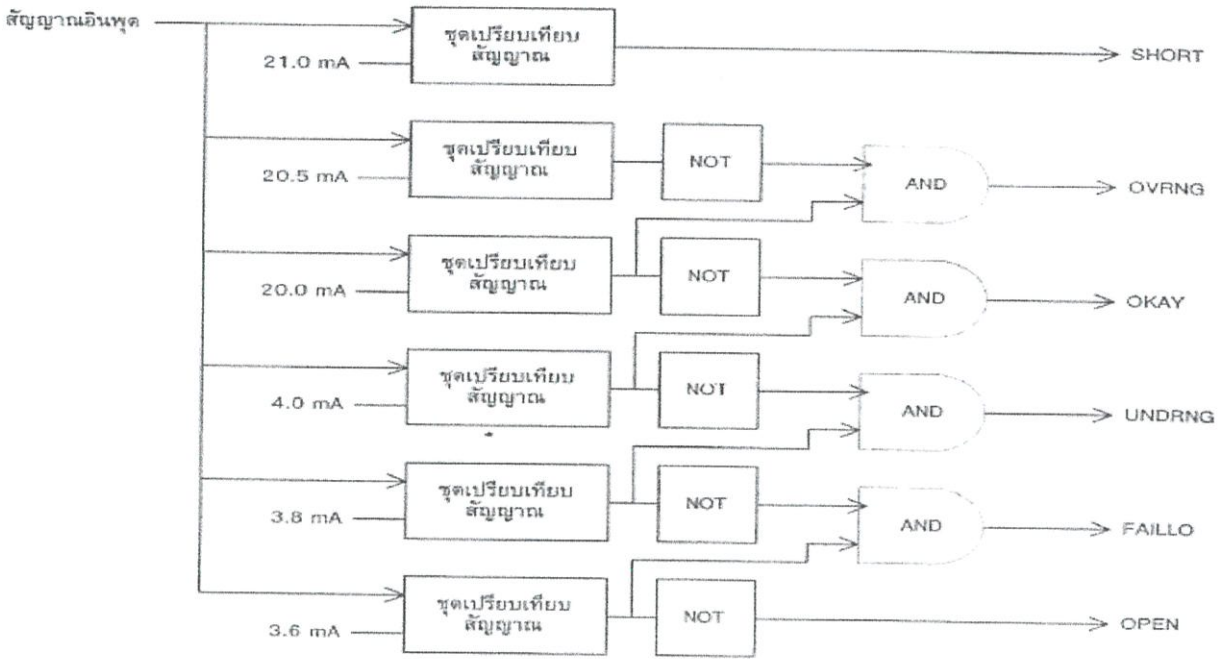 สัญญาณอินพุต
ชุดเปรียบเทียบ
สัญญาณ
21.0 mA
SHORT
ชุดเปรียบเทียบ
สัญญาณ
NOT
20.5 mA
AND
OVRNG
ชุดเปรียบเทียบ
สัญญาณ
NOT
20.0 mA
AND
OKAY
ชุดเปรียบเทียบ
สัญญาณ
NOT
4.0 mA
AND
UNDRNG
ชุดเปรียบเทียบ
สัญญาณ
NOT
3.8 mA
AND
FAILLO
ชุดเปรียบเทียบ
สัญญาณ
NOT
3.6 mA
OPEN